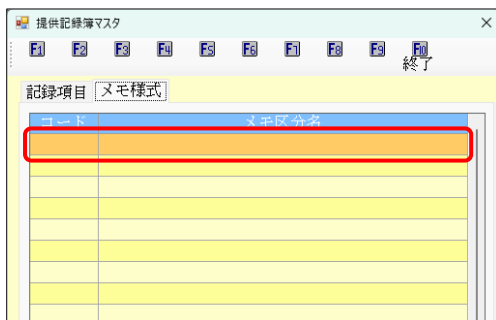 提供記録簿マスタ
F1 F2 F3 F4 F5 F6 F7 F8 F9 F10
終了
記録項目 メモ様式
コード メモ区分名